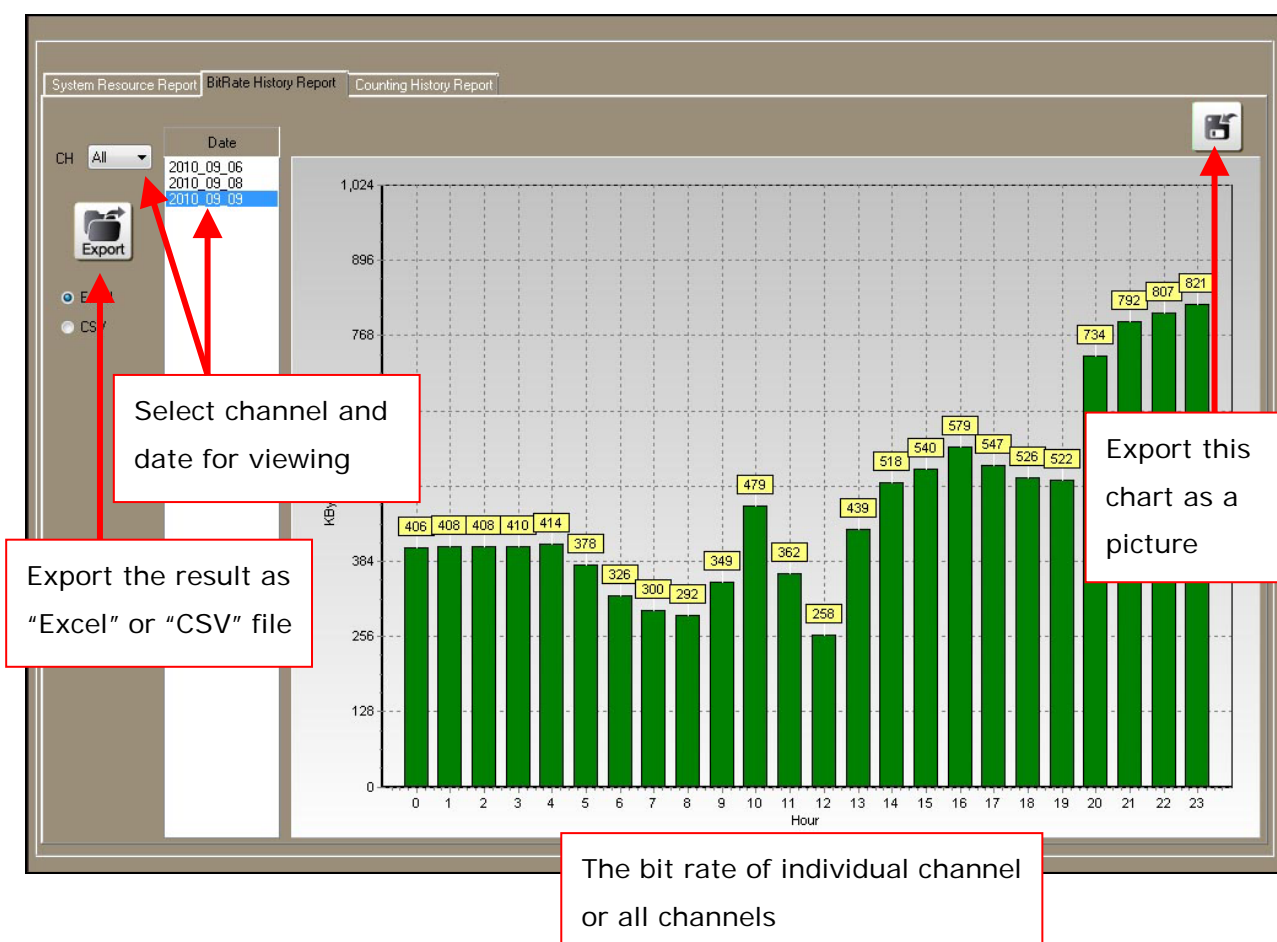 System Resource Report BitRate History Report Counting History Report
CH All
Date
2010_09_06
2010_09_08
2010_09_09
Export
CSV
Select channel and
date for viewing
Export the result as
“Excel” or “CSV” file
Export this
chart as a
picture
1,024
896
768
384
256
128
0
406 408 408 410 414 378 326 300 292 349 479 362 258 439 518 540 579 547 526 522 734 792 807 821
0 1 2 3 4 5 6 7 8 9 10 11 12 13 14 15 16 17 18 19 20 21 22 23
Hour
The bit rate of individual channel
or all channels